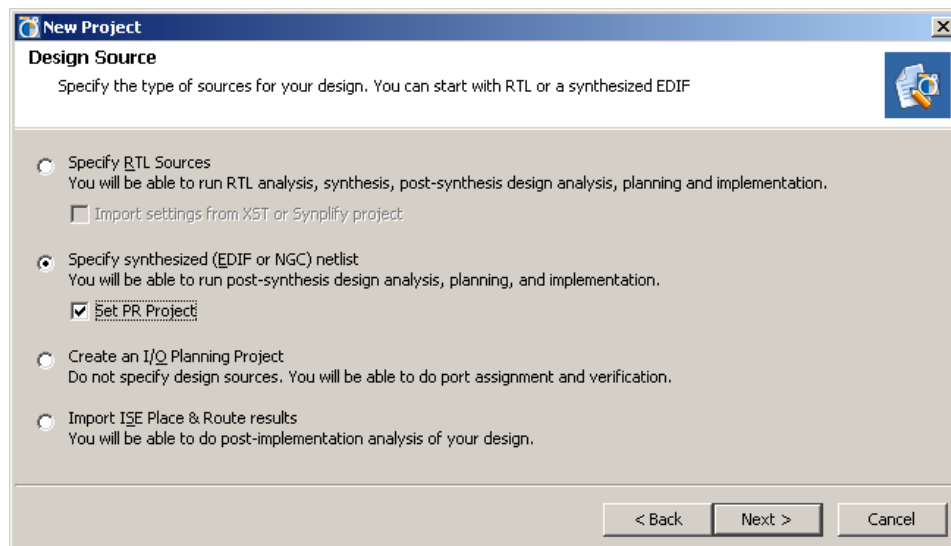 New Project
Design Source
Specify the type of sources for your design. You can start with RTL or a synthesized EDIF
Specify RTL Sources
You will be able to run RTL analysis, synthesis, post-synthesis design analysis, planning and implementation.
Import settings from XST or Synplify project
Specify synthesized (EDIF or NGC) netlist
You will be able to run post-synthesis design analysis, planning, and implementation.
Set PR Project
Create an I/O Planning Project
Do not specify design sources. You will be able to do port assignment and verification.
Import ISE Place & Route results
You will be able to do post-implementation analysis of your design.
< Back Next > Cancel